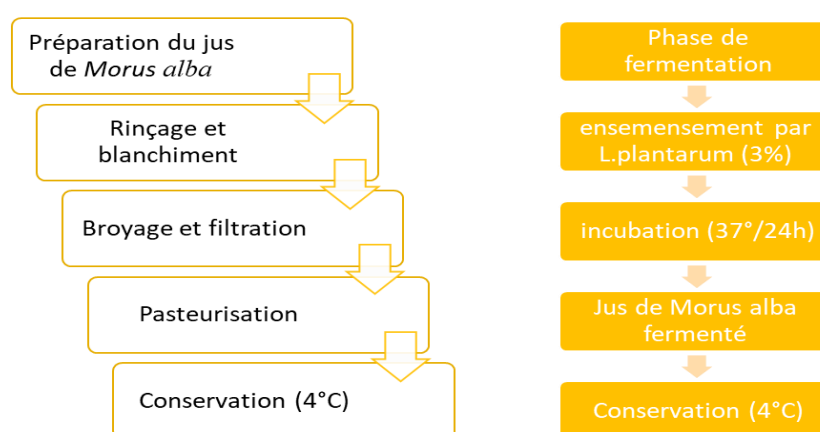 Préparation du jus
de Morus alba
Rinçage et
blanchiment
Broyage et filtration
Pasteurisation
Conservation (4°C)
Phase de
fermentation
ensemensement par
L.plantarum (3%)
incubation (37°/24h)
Jus de Morus alba
fermenté
Conservation (4°C)